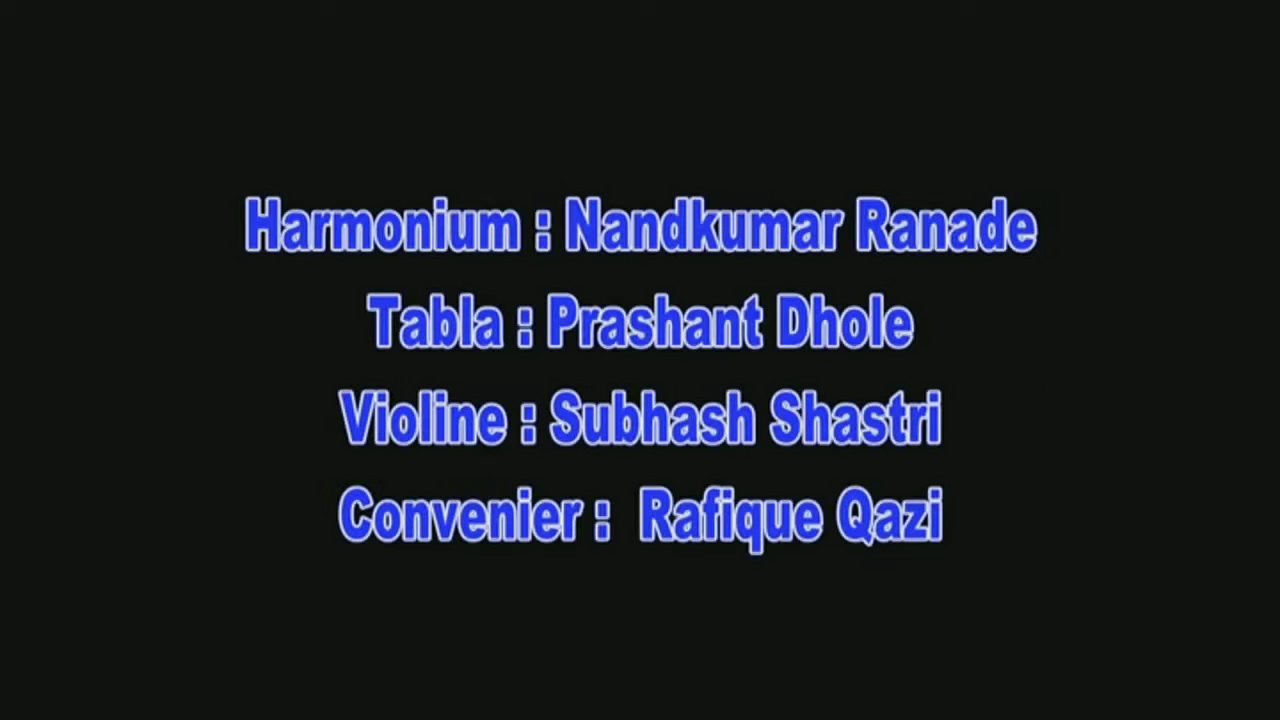 Harmonium : Nandkumar Ranade
Tabla : Prashant Dhole
Violine : Subhash Shastri
Convenier : Rafique Qazi